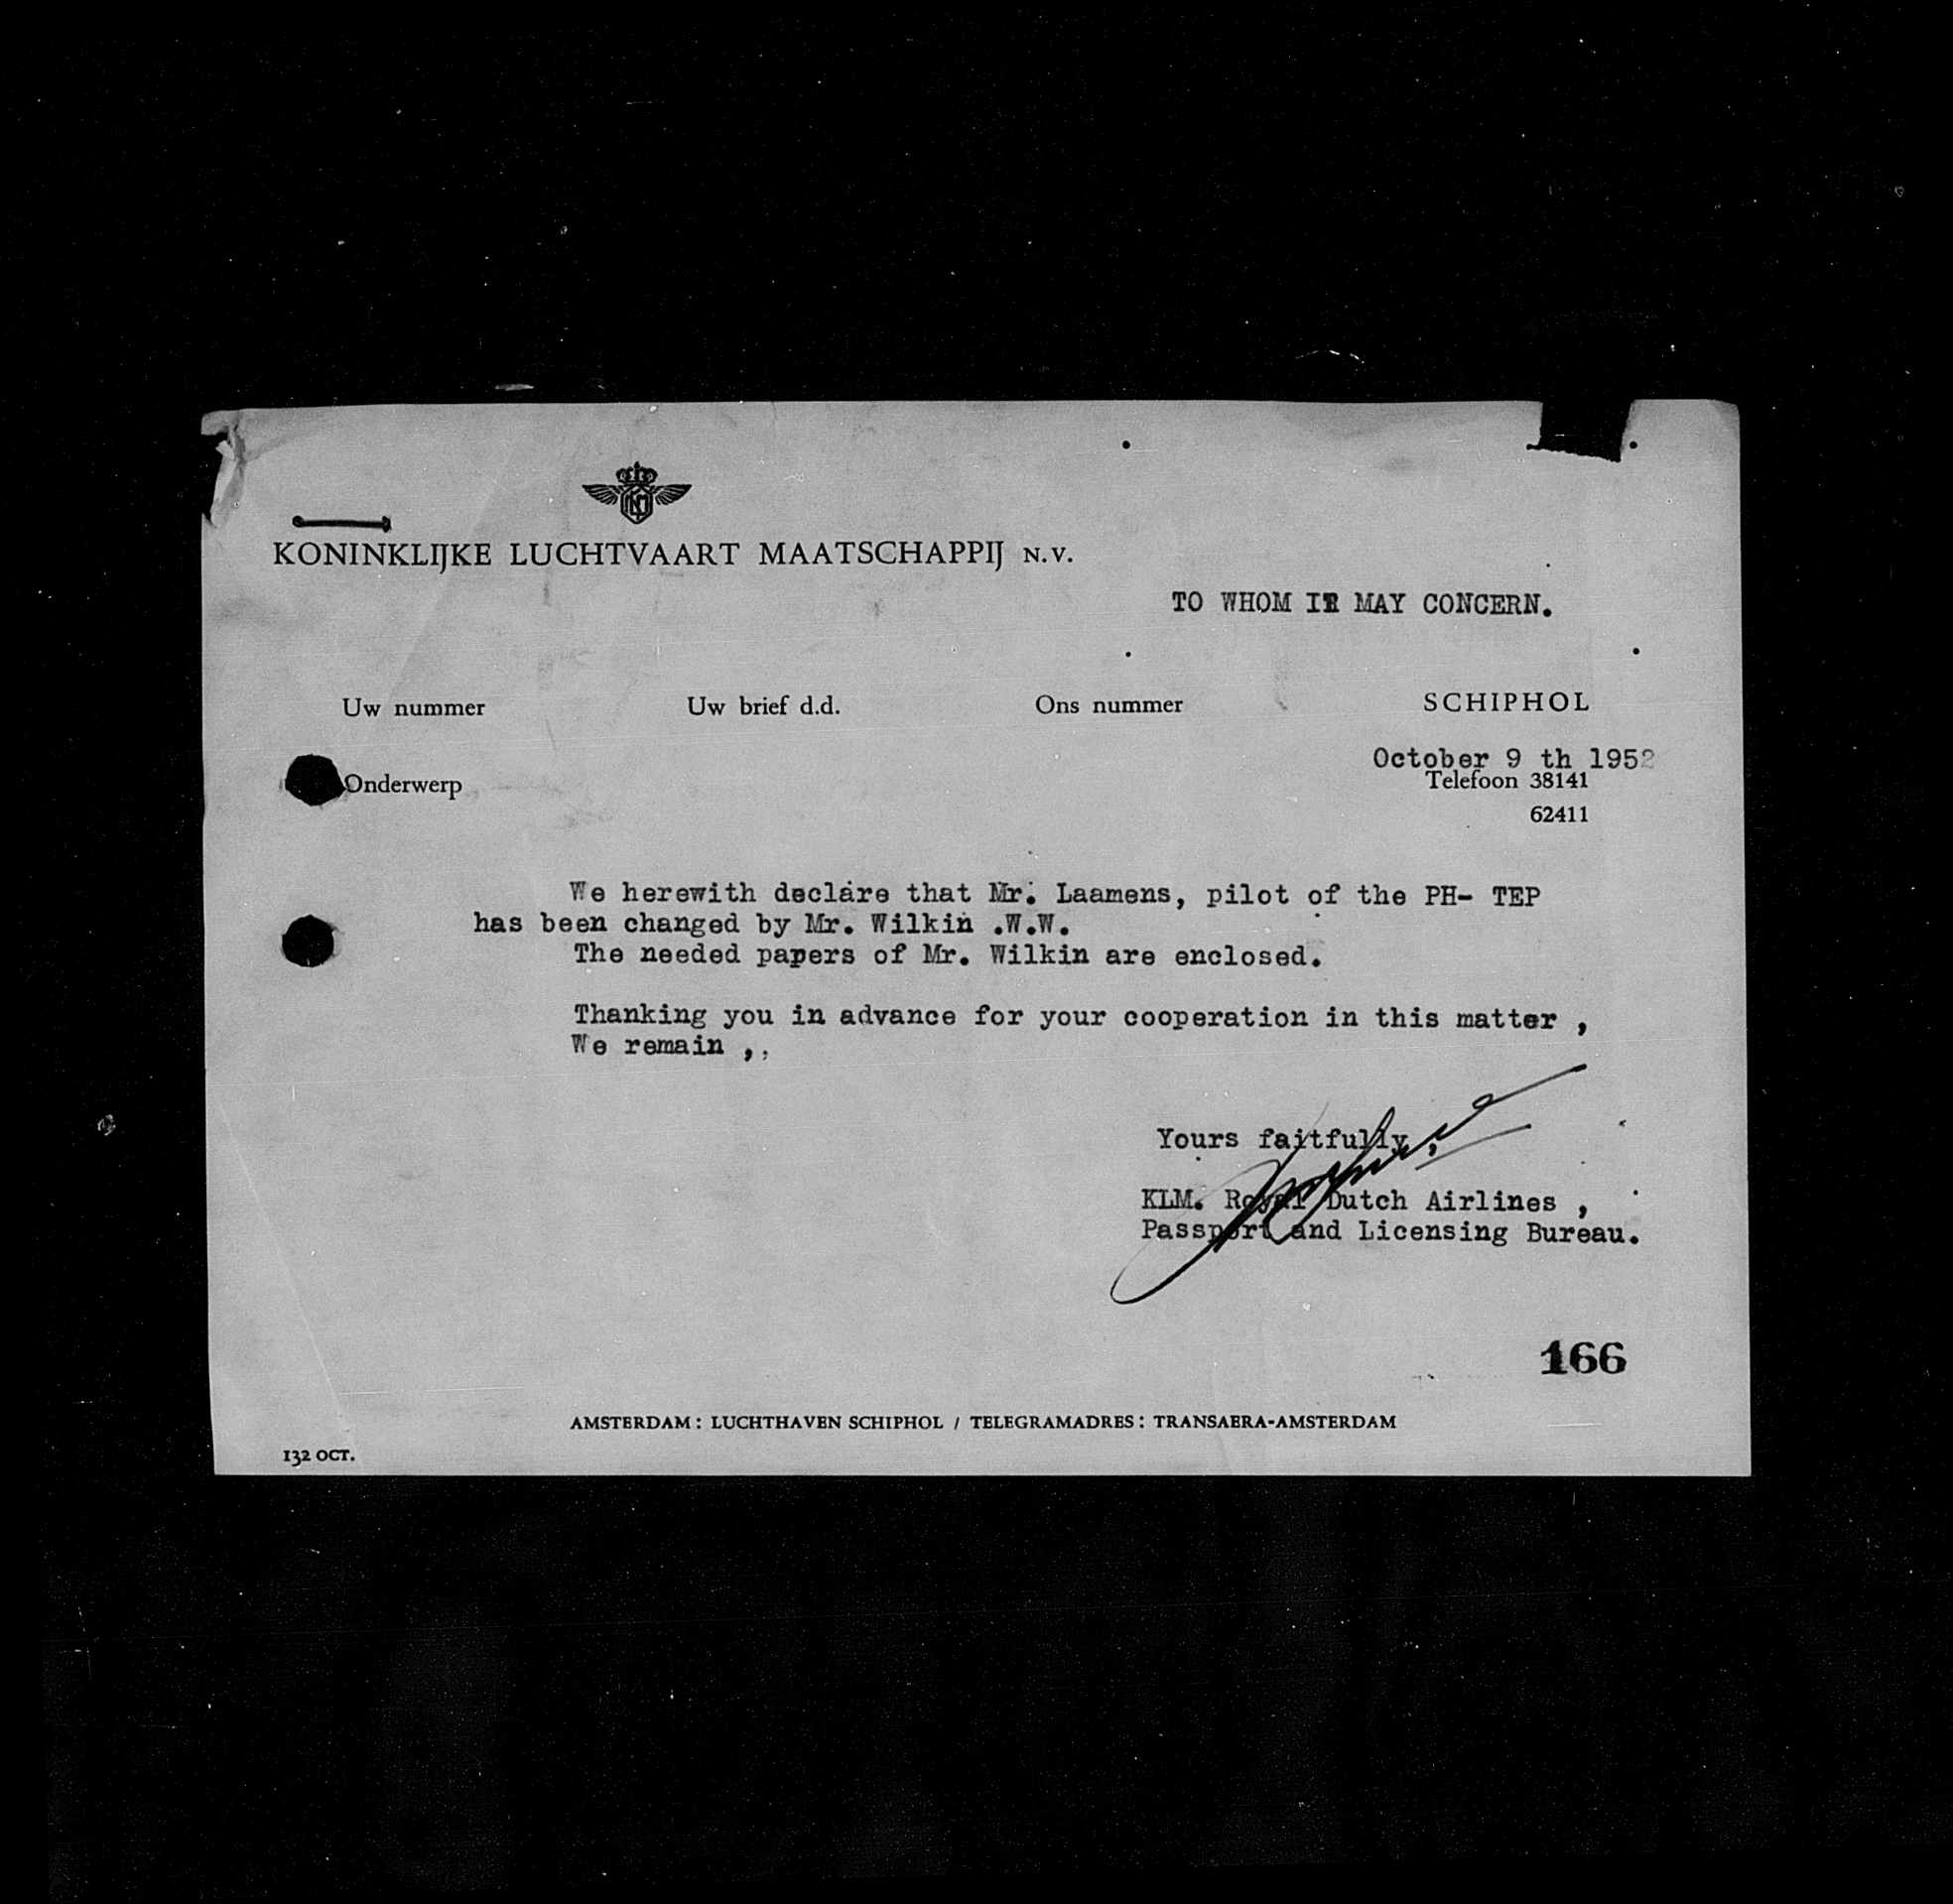 KONINKLIJKE LUCHTVAART MAATSCHAPPIJ N.V.
TO WHOM IT MAY CONCERN.
Uw nummer Uw brief d.d. Ons nummer SCHIPHOL
October 9 th 1952
Onderwerp Telefoon 38141
62411
We herewith declare that Mr. Laamens, pilot of the PH- TEP
has been changed by Mr. Wilkin .W.W.
The needed papers of Mr. Wilkin are enclosed.
Thanking you in advance for your cooperation in this matter ,
We remain ,,
Yours faitfully,
KLM. Royal Dutch Airlines ,
Passport and Licensing Bureau.
166
AMSTERDAM: LUCHTHAVEN SCHIPHOL / TELEGRAMADRES: TRANSAERA-AMSTERDAM
132 OCT.